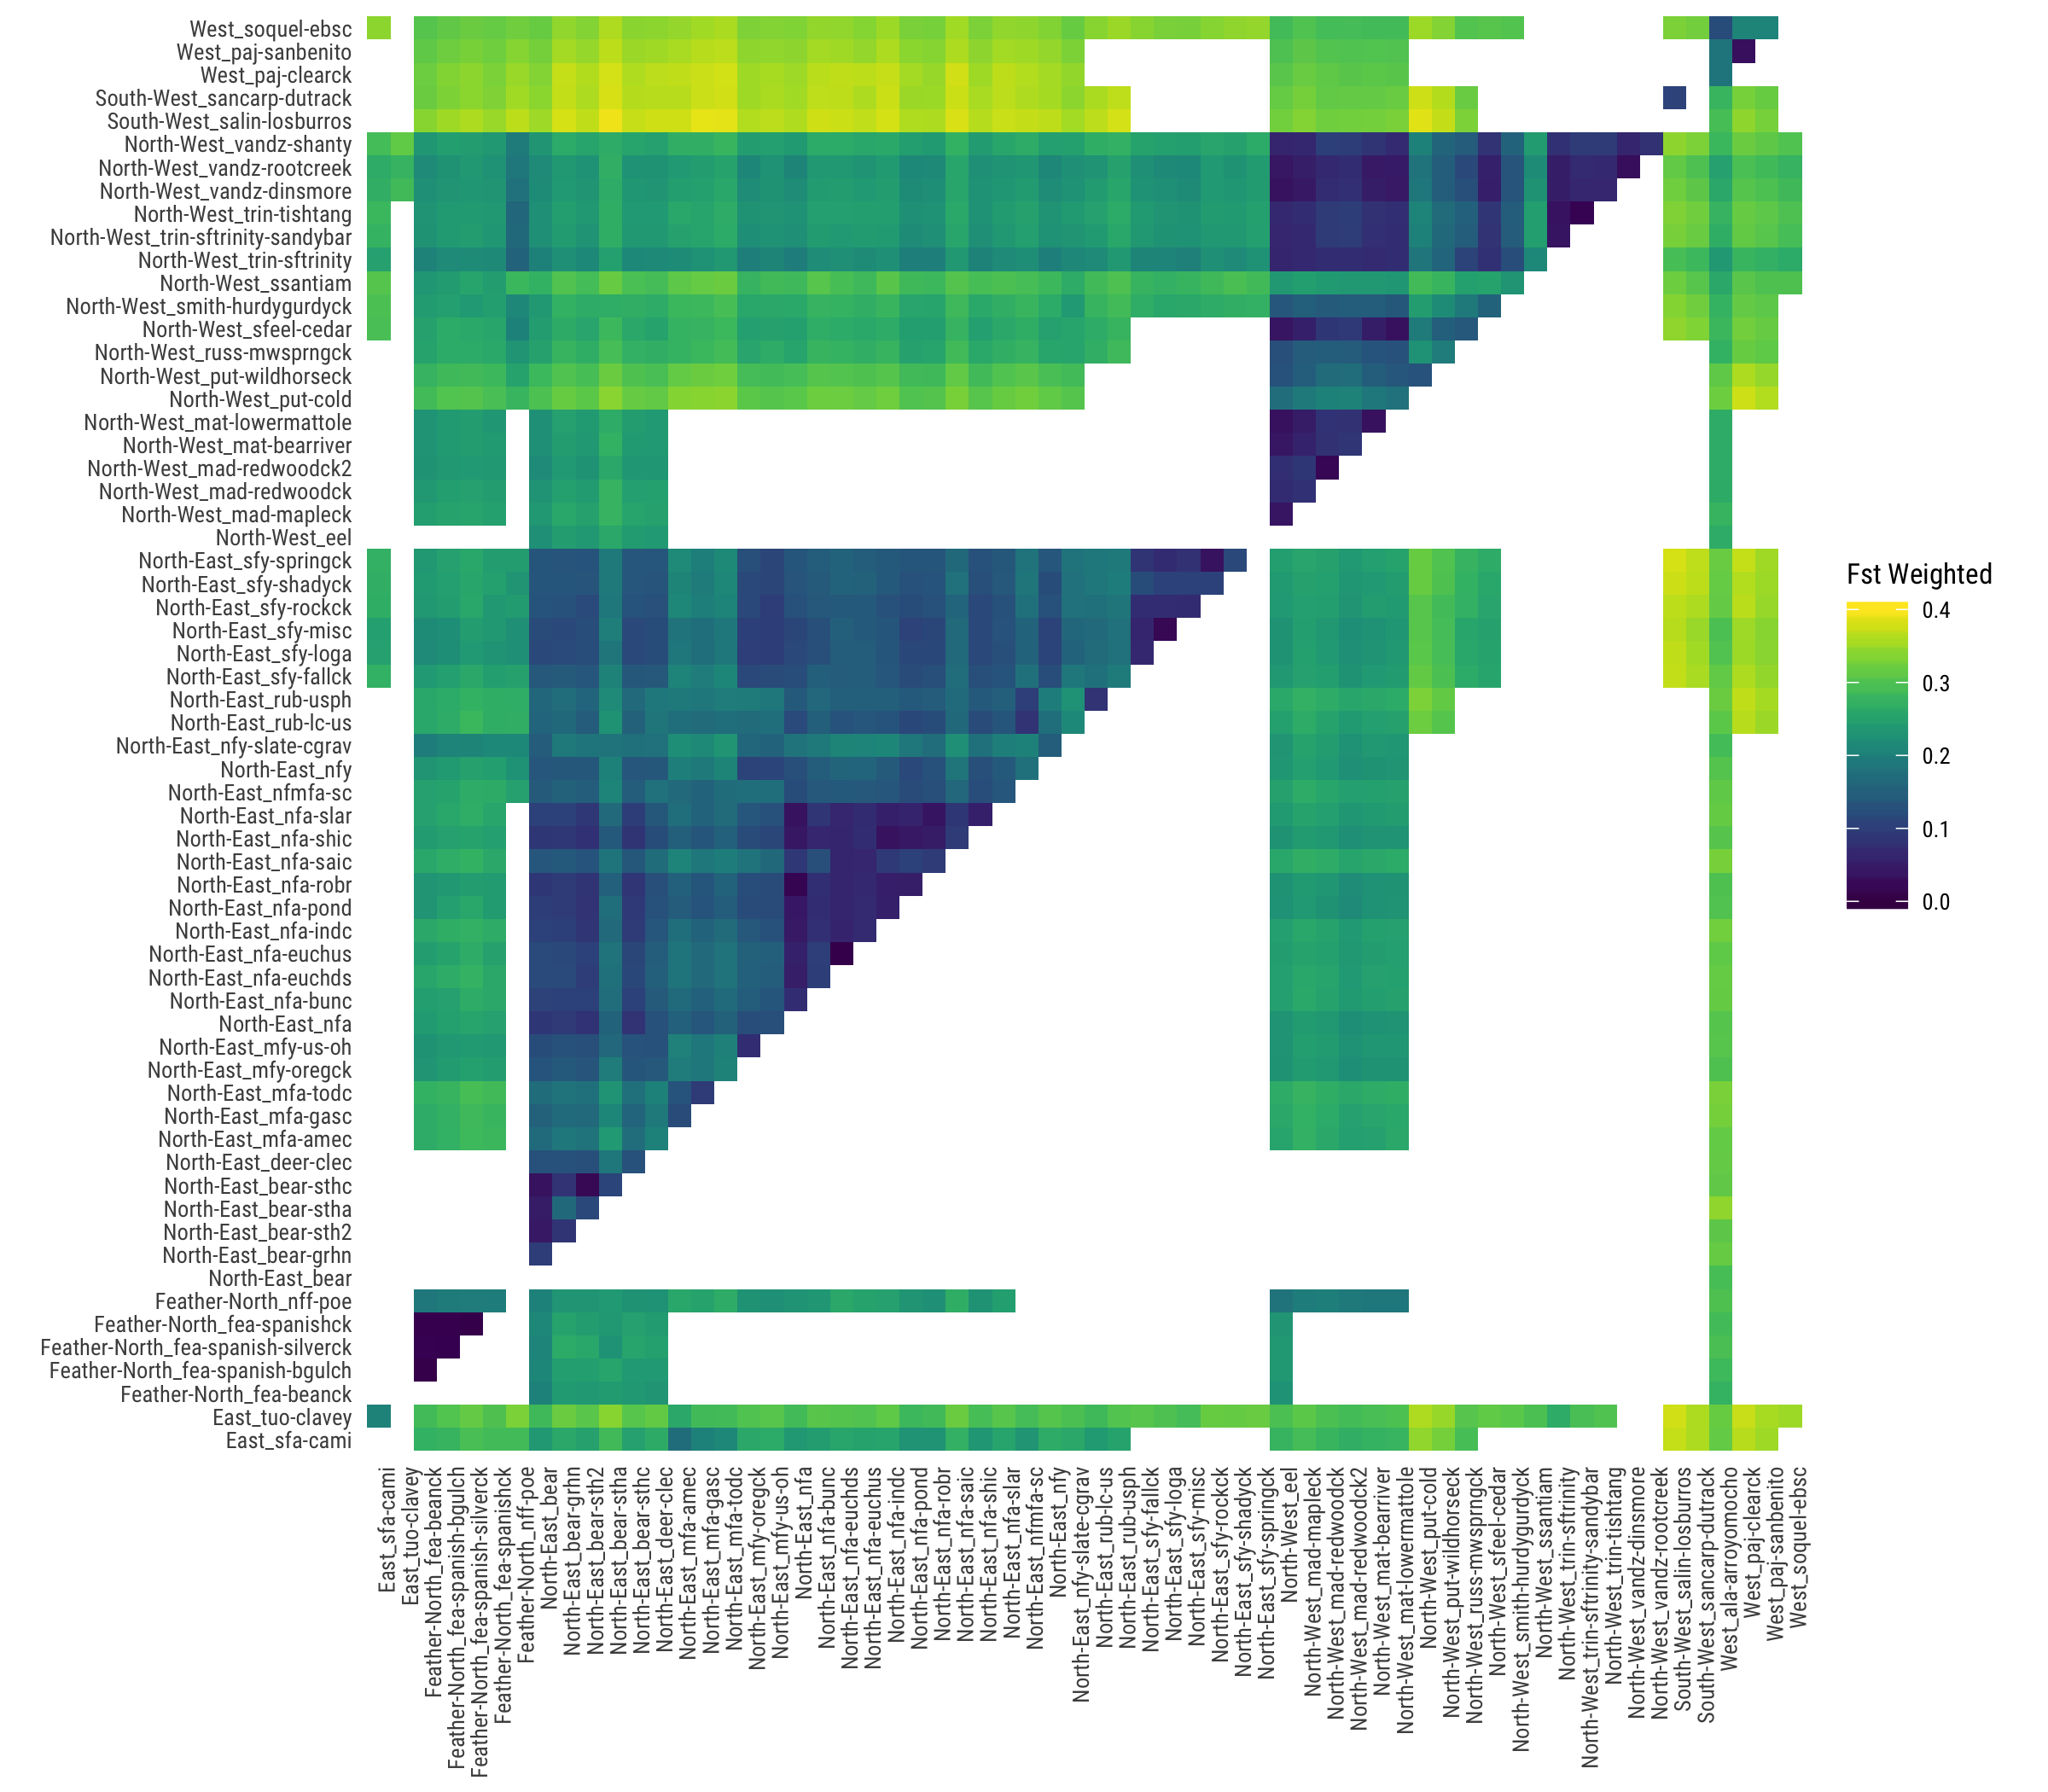 West_soquel-ebsc
West_paj-sanbenito
West_paj-clearck
South-West_sancarp-dutrack
South-West_salin-losburros
North-West_vandz-shanty
North-West_vandz-rootcreek
North-West_vandz-dinsmore
North-West_trin-tishtang
North-West_trin-sftrinity-sandybar
North-West_trin-sftrinity
North-West_ssantiam
North-West_smith-hurdygurdyck
North-West_sfeel-cedar
North-West_russ-mwsprngck
North-West_put-wildhorseck
North-West_put-cold
North-West_mat-lowermattole
North-West_mat-bearriver
North-West_mad-redwoodck2
North-West_mad-redwoodck
North-West_mad-mapleck
North-West_eel
North-East_sfy-springck
North-East_sfy-shadyck
North-East_sfy-rockck
North-East_sfy-misc
North-East_sfy-loga
North-East_sfy-fallck
North-East_rub-usph
North-East_rub-lc-us
North-East_nfy-slate-cgrav
North-East_nfy
North-East_nfmfa-sc
North-East_nfa-slar
North-East_nfa-shic
North-East_nfa-saic
North-East_nfa-robr
North-East_nfa-pond
North-East_nfa-indc
North-East_nfa-euchus
North-East_nfa-euchds
North-East_nfa-bunc
North-East_nfa
North-East_mfy-us-oh
North-East_mfy-oregck
North-East_mfa-todc
North-East_mfa-gasc
North-East_mfa-amec
North-East_deer-clec
North-East_bear-sthc
North-East_bear-stha
North-East_bear-sth2
North-East_bear-grhn
North-East_bear
Feather-North_nff-poe
Feather-North_fea-spanishck
Feather-North_fea-spanish-silverck
Feather-North_fea-spanish-bgulch
Feather-North_fea-beanck
East_tuo-clavey
East_sfa-cami
East_sfa-cami
East_tuo-clavey
Feather-North_fea-beanck
Feather-North_fea-spanish-bgulch
Feather-North_fea-spanish-silverck
Feather-North_fea-spanishck
Feather-North_nff-poe
North-East_bear
North-East_bear-grhn
North-East_bear-sth2
North-East_bear-stha
North-East_bear-sthc
North-East_deer-clec
North-East_mfa-amec
North-East_mfa-gasc
North-East_mfa-todc
North-East_mfy-oregck
North-East_mfy-us-oh
North-East_nfa
North-East_nfa-bunc
North-East_nfa-euchds
North-East_nfa-euchus
North-East_nfa-indc
North-East_nfa-pond
North-East_nfa-robr
North-East_nfa-saic
North-East_nfa-shic
North-East_nfa-slar
North-East_nfmfa-sc
North-East_nfy
North-East_nfy-slate-cgrav
North-East_rub-lc-us
North-East_rub-usph
North-East_sfy-fallck
North-East_sfy-loga
North-East_sfy-misc
North-East_sfy-rockck
North-East_sfy-shadyck
North-East_sfy-springck
North-West_eel
North-West_mad-mapleck
North-West_mad-redwoodck
North-West_mad-redwoodck2
North-West_mat-bearriver
North-West_mat-lowermattole
North-West_put-cold
North-West_put-wildhorseck
North-West_russ-mwsprngck
North-West_sfeel-cedar
North-West_smith-hurdygurdyck
North-West_ssantiam
North-West_trin-sftrinity
North-West_trin-sftrinity-sandybar
North-West_trin-tishtang
North-West_vandz-dinsmore
North-West_vandz-rootcreek
South-West_salin-losburros
South-West_sancarp-dutrack
West_ala-arroyomocho
West_paj-clearck
West_paj-sanbenito
West_soquel-ebsc
Fst Weighted
0.4
0.3
0.2
0.1
0.0